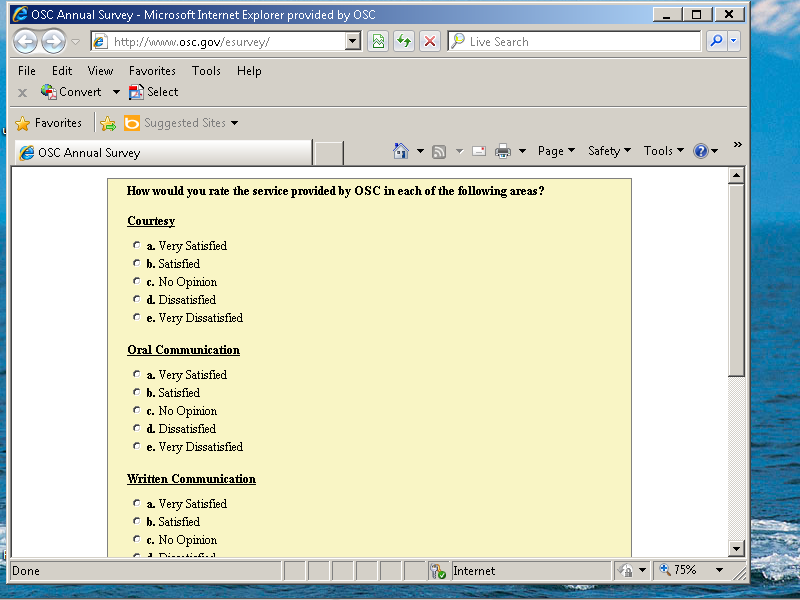 OSC Annual Survey - Microsoft Internet Explorer provided by OSC
http://www.osc.gov/esurvey/
Live Search
File Edit View Favorites Tools Help
x Convert Select
Favorites Suggested Sites
OSC Annual Survey
Page Safety Tools
How would you rate the service provided by OSC in each of the following areas?
Courtesy
a. Very Satisfied
b. Satisfied
c. No Opinion
d. Dissatisfied
e. Very Dissatisfied
Oral Communication
a. Very Satisfied
b. Satisfied
c. No Opinion
d. Dissatisfied
e. Very Dissatisfied
Written Communication
a. Very Satisfied
b. Satisfied
c. No Opinion
d. Dissatisfied
Done Internet 75%